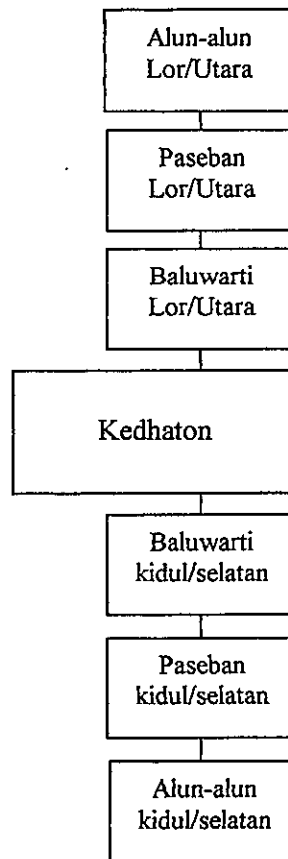 Alun-alun
Lor/Utara
Paseban
Lor/Utara
Baluwarti
Lor/Utara
Kedhaton
Baluwarti
kidul/selatan
Paseban
kidul/selatan
Alun-alun
kidul/selatan